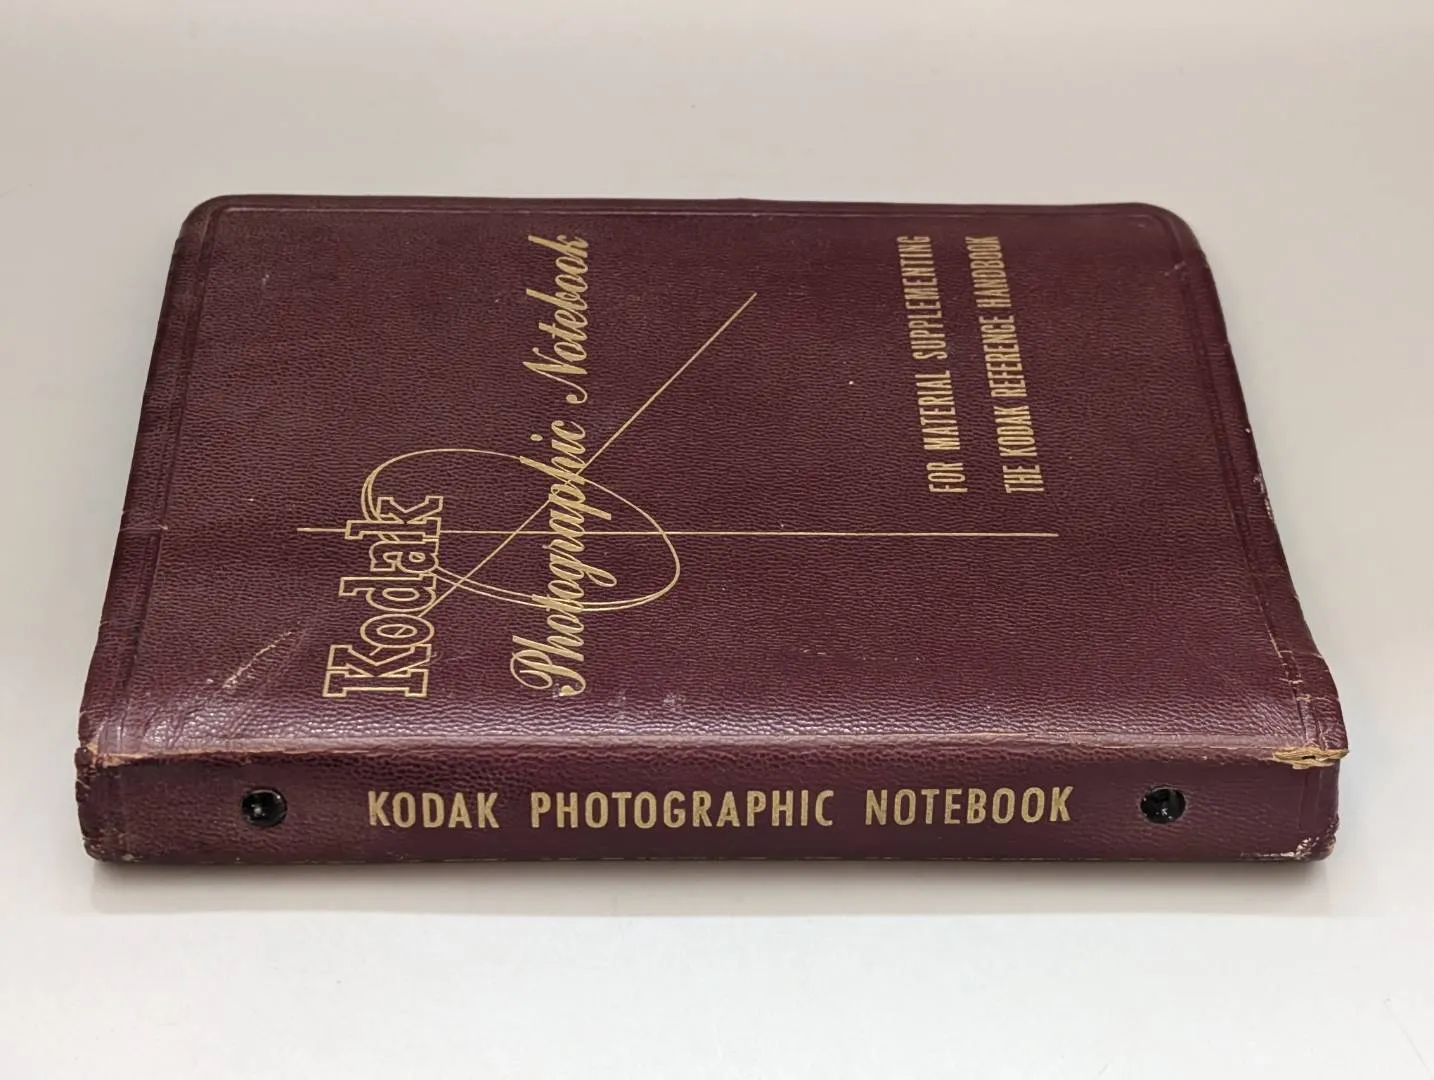 Kodak
Photographic Notebook
FOR MATERIAL SUPPLEMENTING
THE KODAK REFERENCE HANDBOOK
KODAK PHOTOGRAPHIC NOTEBOOK